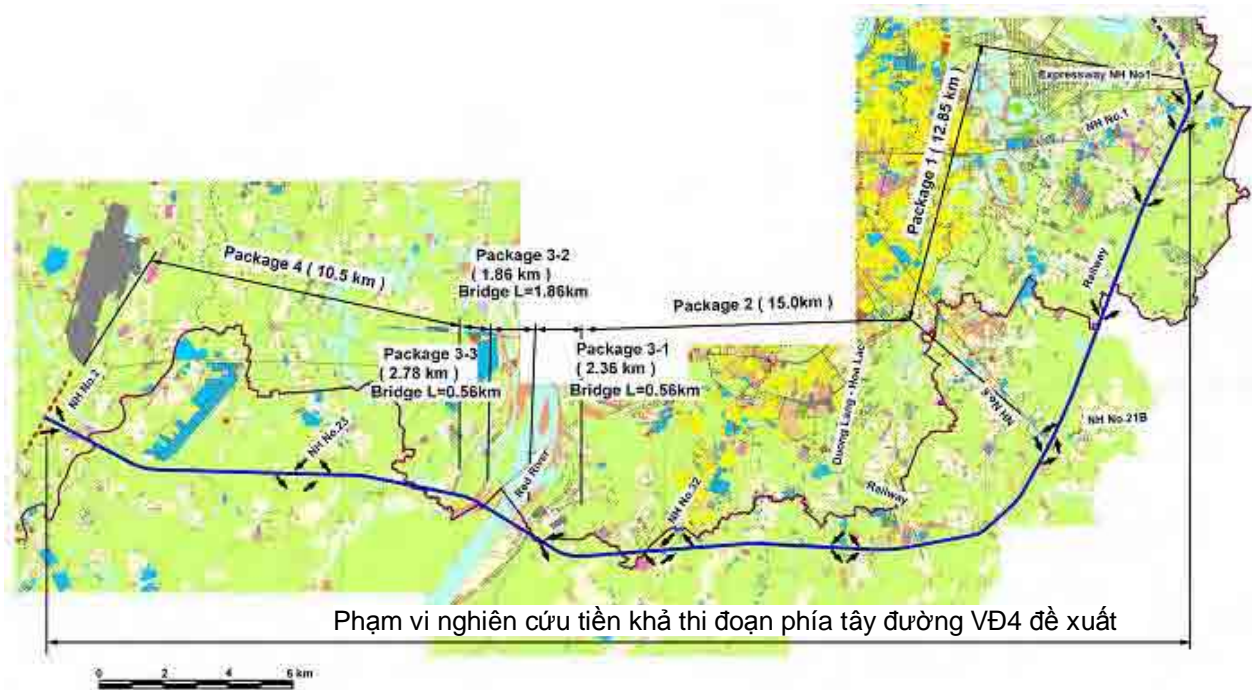 Expressway NH No1
NH No.1
Package 1 ( 12.85 km )
Railway
Package 4 ( 10.5 km )
Package 3-2
( 1.86 km )
Bridge L=1.86km
Package 2 ( 15.0km )
Package 3-3
( 2.78 km )
Bridge L=0.56km
Package 3-1
( 2.36 km )
Bridge L=0.56km
Duong Lang - Hoa Lac
NH No.6
NH No.21B
NH No.2
NH No.23
Red River
NH No.32
Railway
Phạm vi nghiên cứu tiền khả thi đoạn phía tây đường VĐ4 đề xuất
0 2 4 6 km